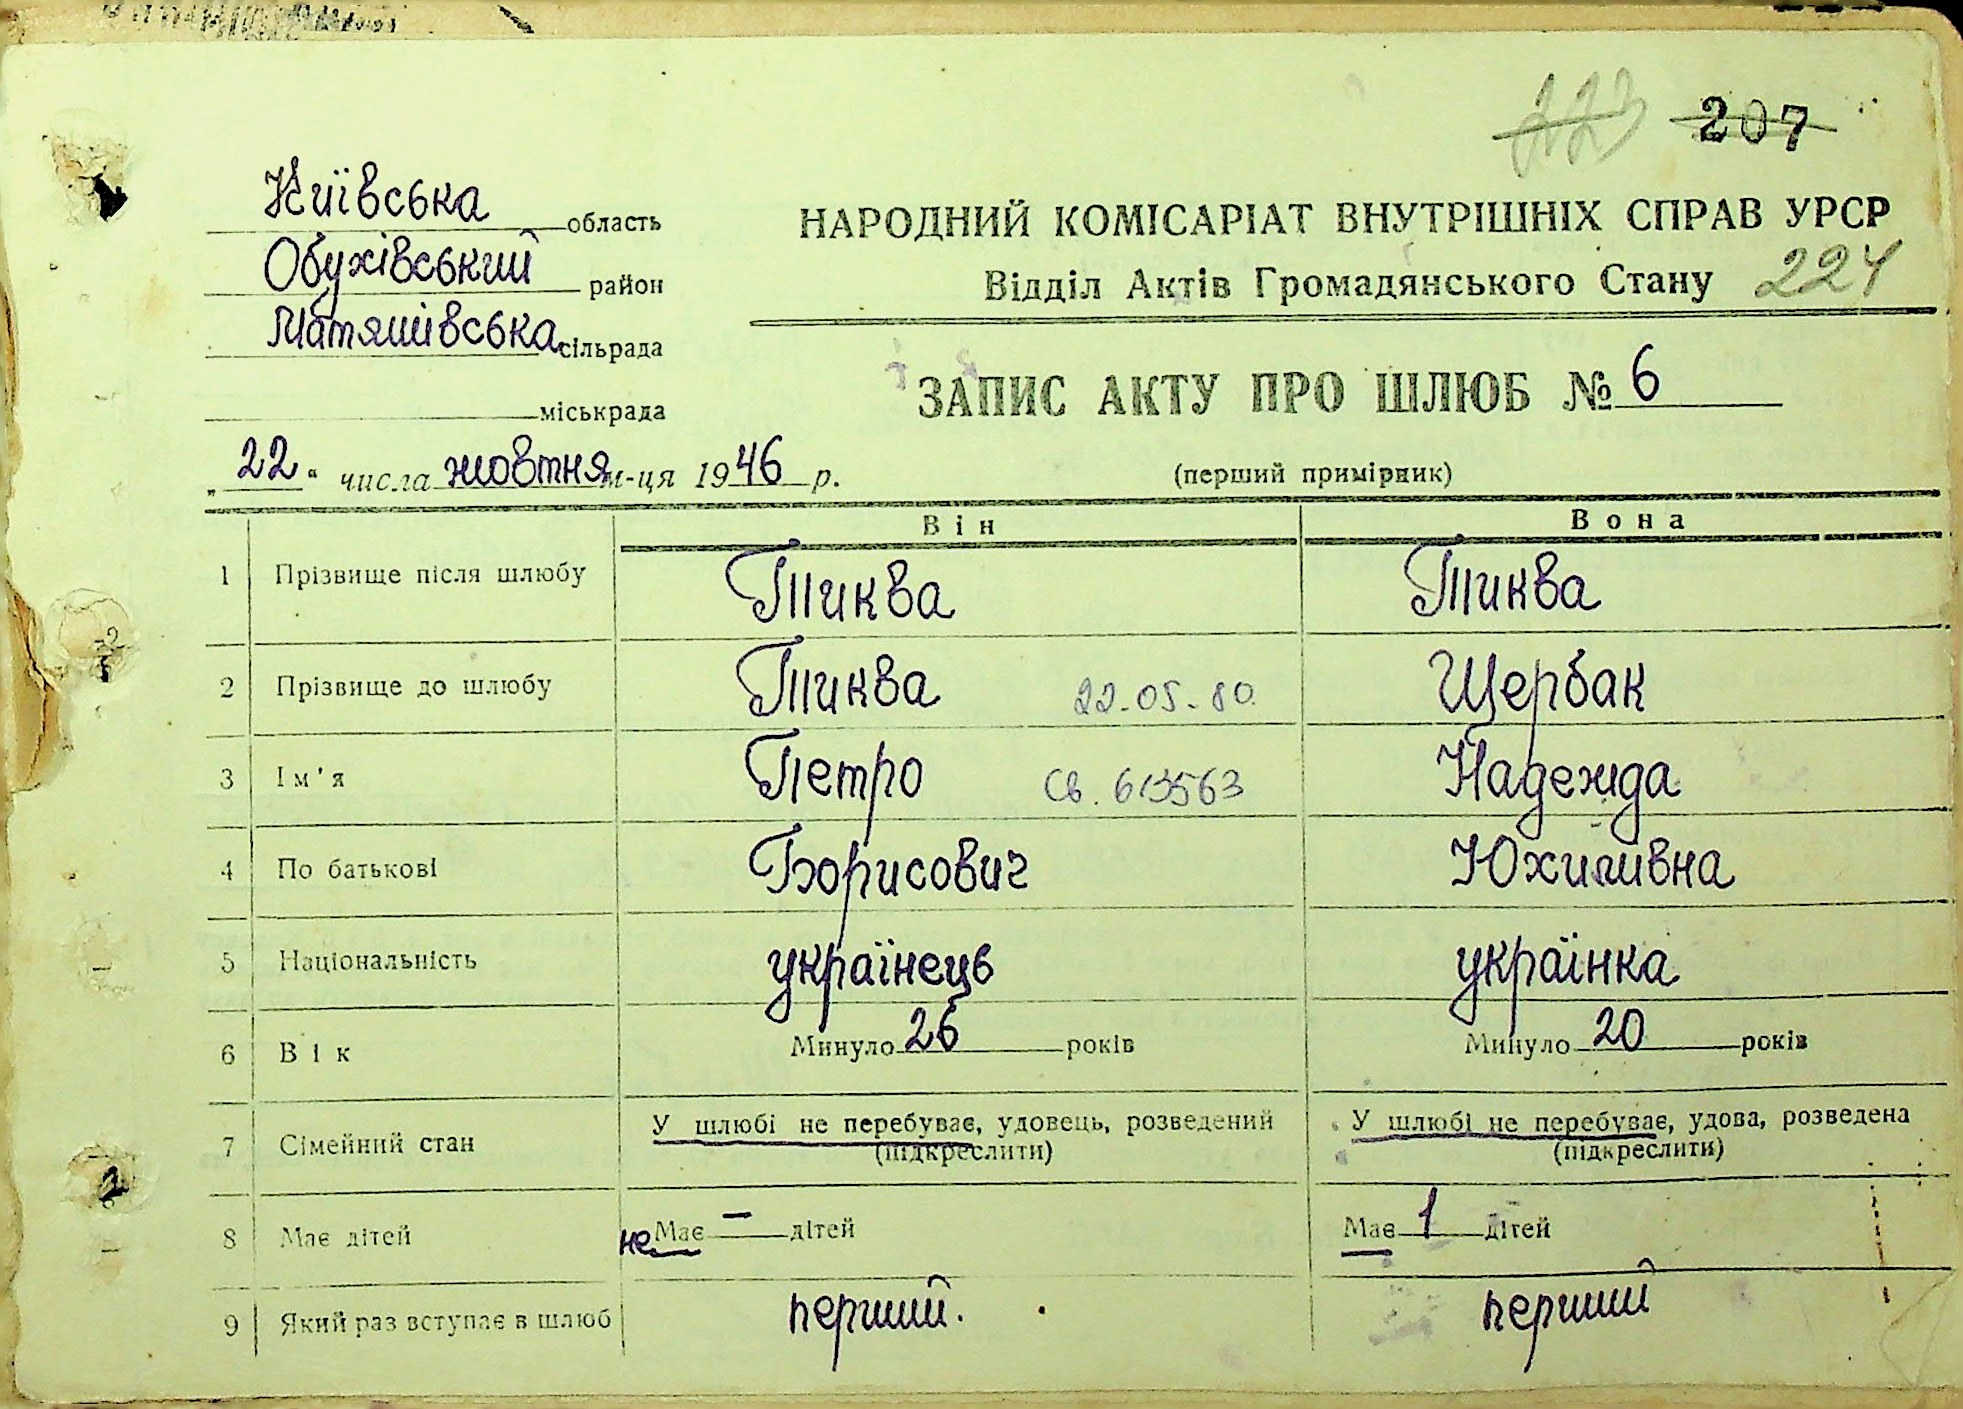 223 207
Київська область
Обухівський район
Матяшівська сільрада
міськрада
НАРОДНИЙ КОМІСАРІАТ ВНУТРІШНІХ СПРАВ УРСР
Відділ Актів Громадянського Стану 224
ЗАПИС АКТУ ПРО ШЛЮБ № 6
„22“ числа жовтня м-ця 1946 р.
(перший примірник)
Він Вона
1 Прізвище після шлюбу Тиква Тиква
2 Прізвище до шлюбу Тиква 22-05-80 Щербак
3 Ім'я Петро Св. 613563 Надежда
4 По батькові Борисович Юхимивна
5 Національність українець українка
6 Вік Минуло 26 років Минуло 20 років
7 Сімейний стан У шлюбі не перебуває, удовець, розведений У шлюбі не перебуває, удова, розведена
(підкреслити) (підкреслити)
8 Має дітей не Має — дітей Має 1 дітей
9 Який раз вступає в шлюб перший. перший